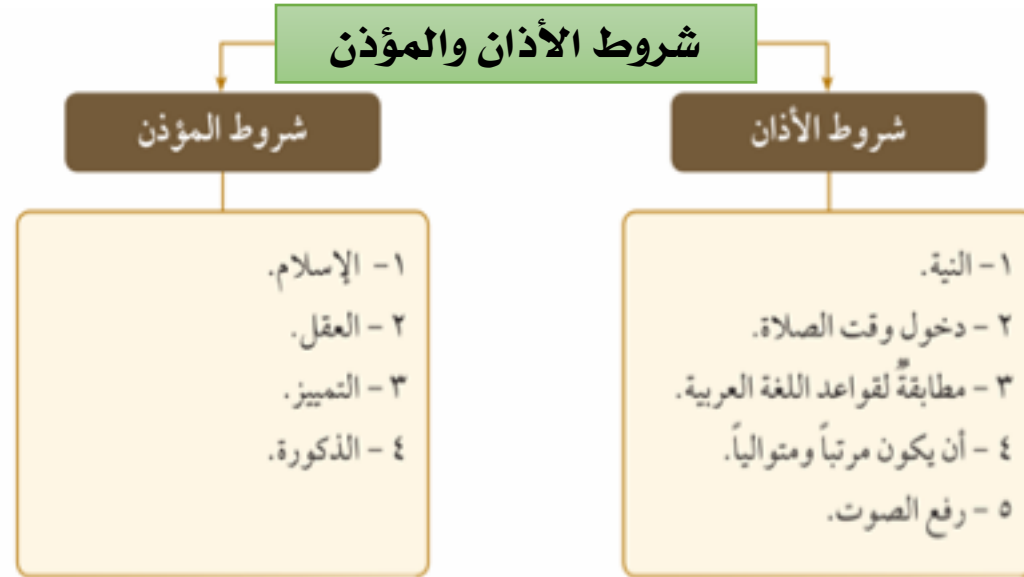 شروط الأذان والمؤذن
شروط الأذان
١- النية.
٢ - دخول وقت الصلاة.
٣ - مطابقةٌ لقواعد اللغة العربية.
٤ - أن يكون مرتباً ومتوالياً.
٥ - رفع الصوت.
شروط المؤذن
١- الإسلام.
٢ - العقل.
٣ - التمييز.
٤ - الذكورة.